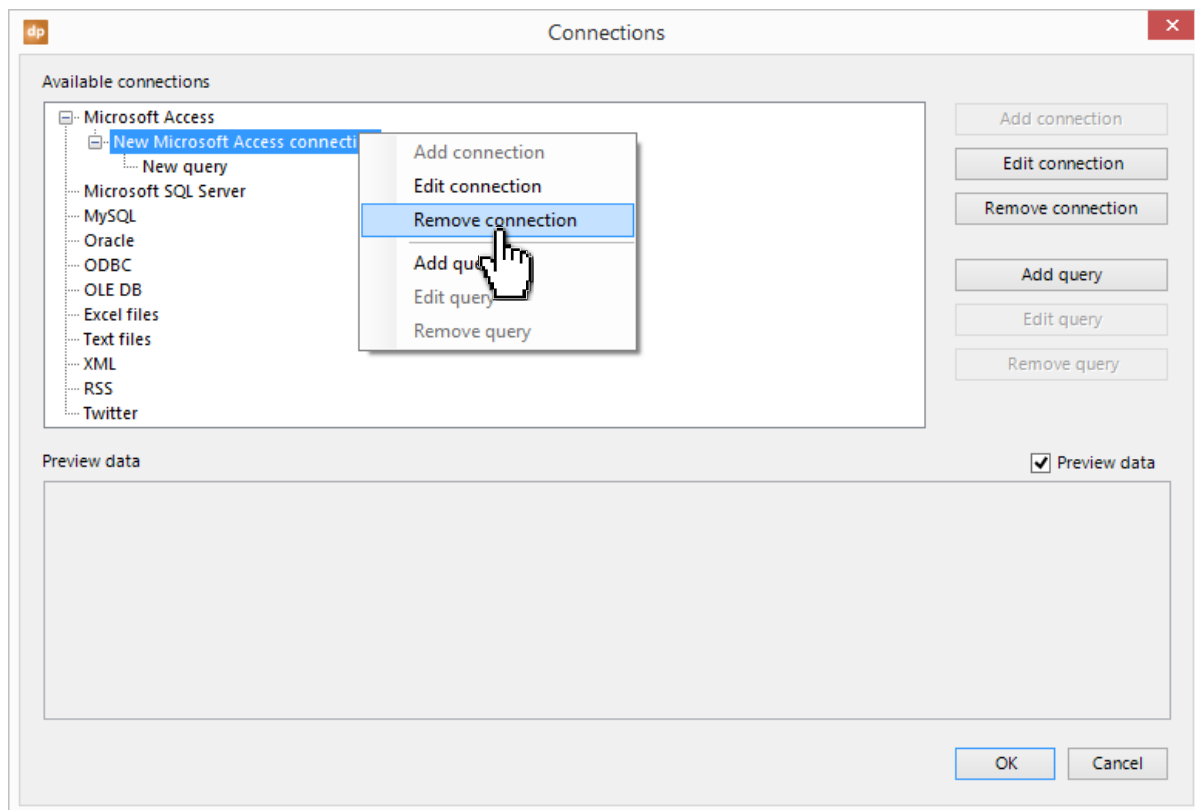 dp
Connections
Available connections
Microsoft Access
New Microsoft Access connecti
New query
Microsoft SQL Server
MySQL
Oracle
ODBC
OLE DB
Excel files
Text files
XML
RSS
Twitter
Add connection
Edit connection
Remove connection
Add que
Edit query
Remove query
Add connection
Edit connection
Remove connection
Add query
Edit query
Remove query
Preview data
Preview data
OK
Cancel